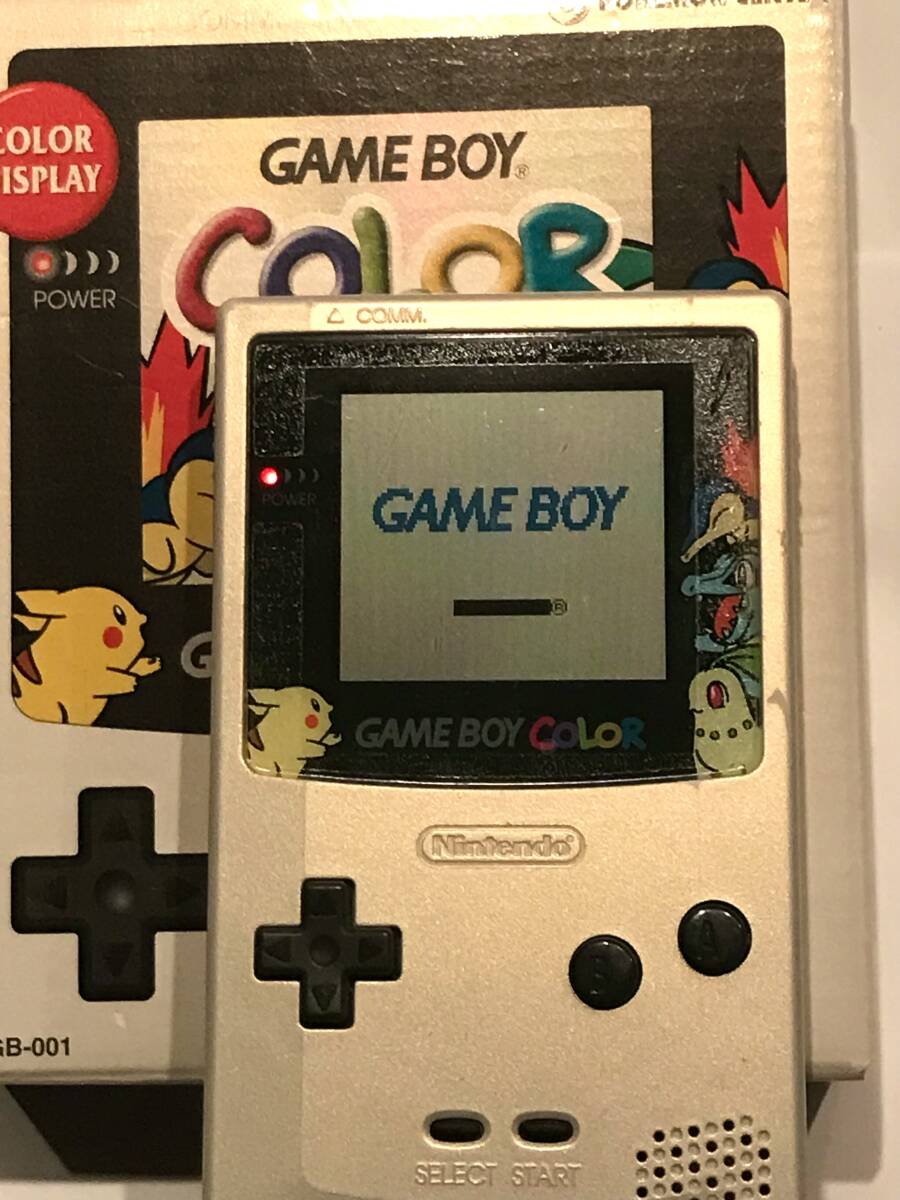 GAME BOY®
COLOR
DISPLAY
COLOR
POWER
COMM.
POWER
GAME BOY
®
GAME BOY COLOR
Nintendo®
B
A
GB-001
SELECT START